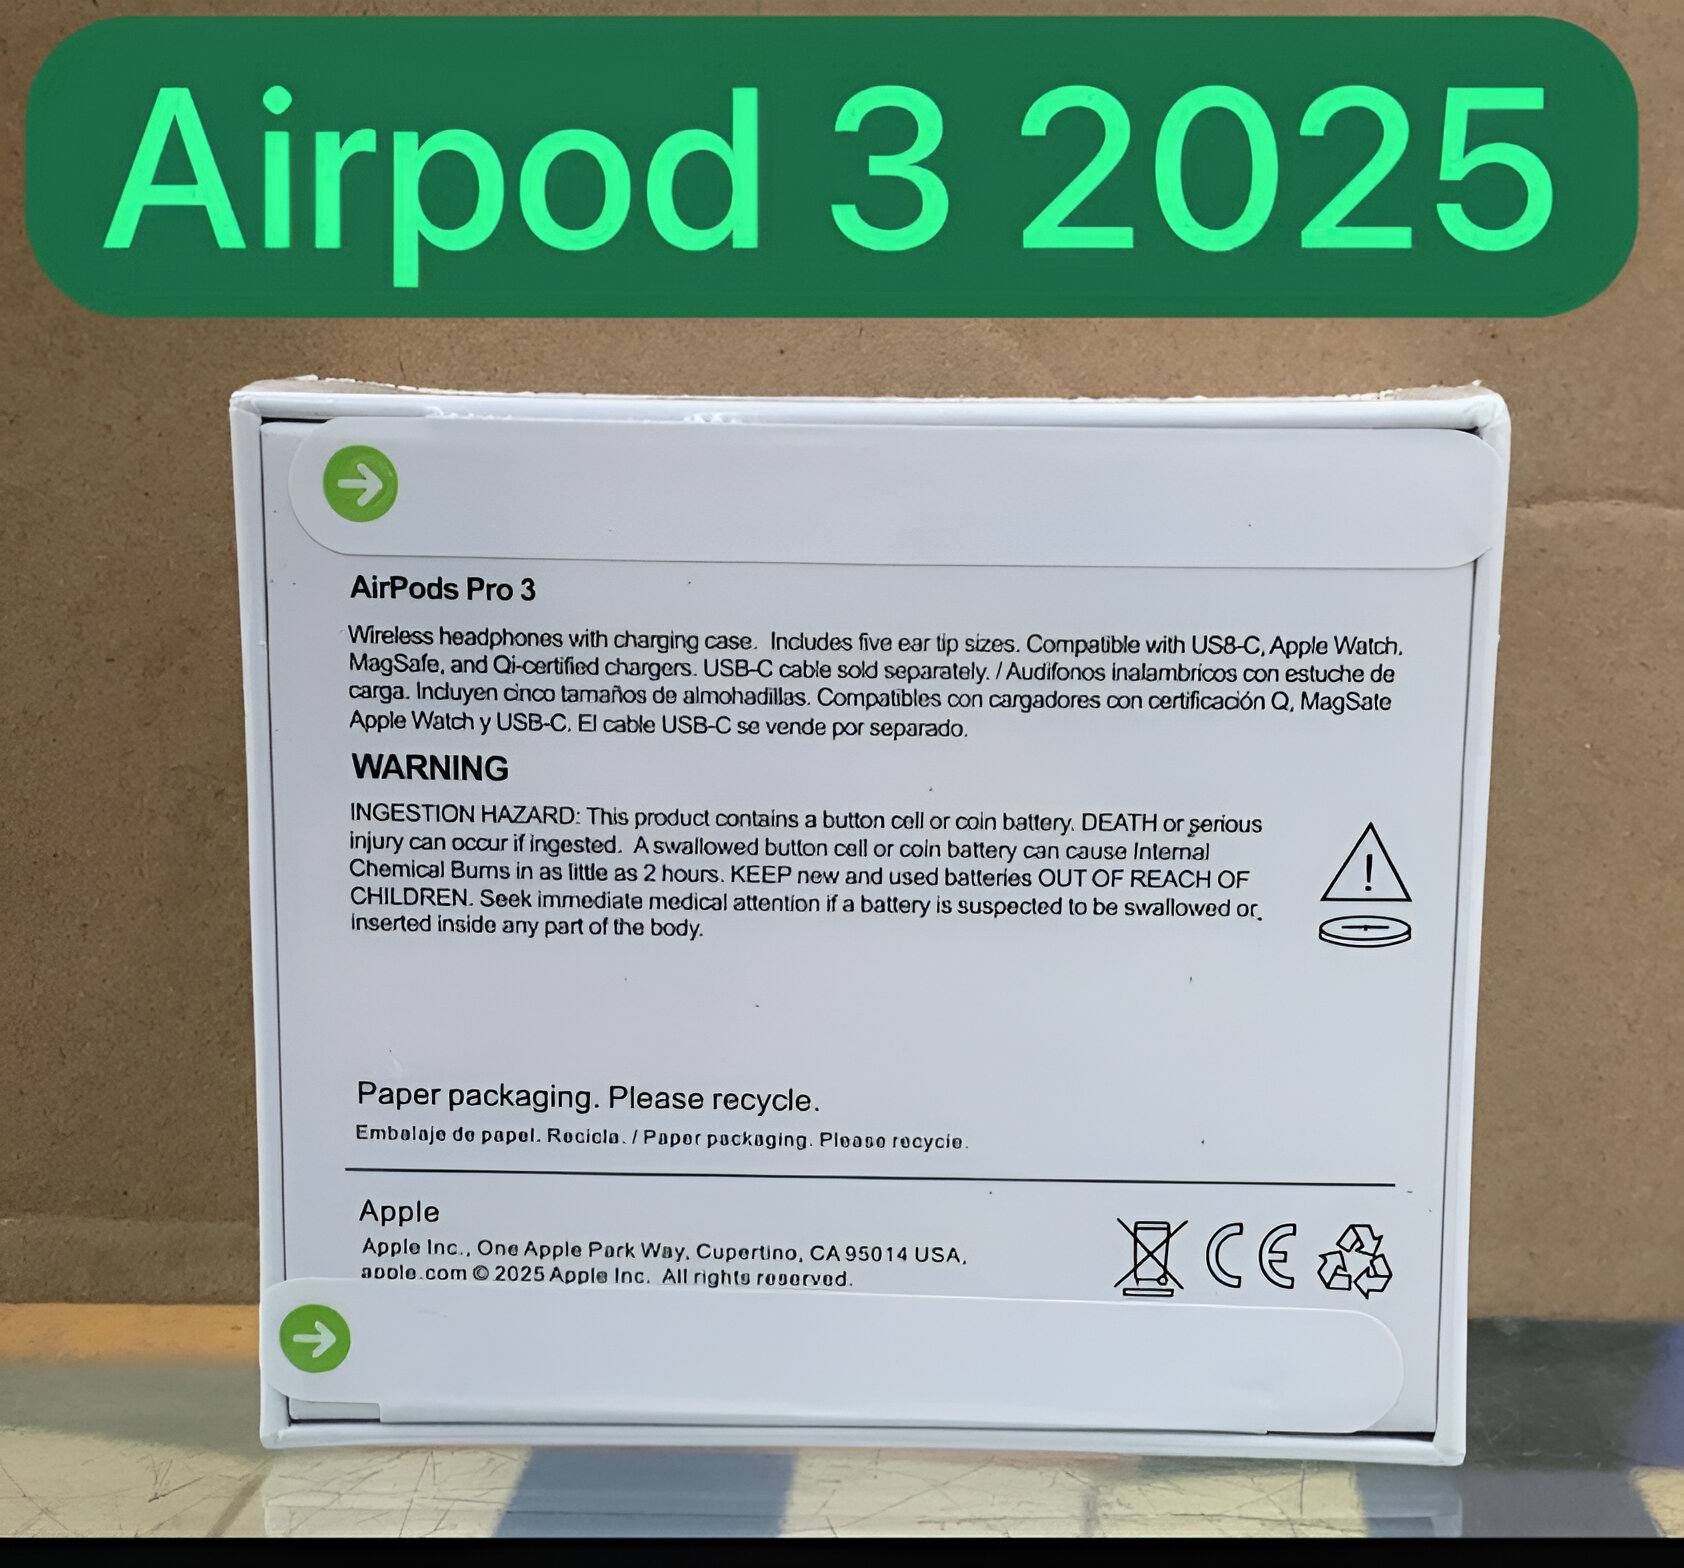 Airpod 3 2025
AirPods Pro 3
Wireless headphones with charging case. Includes five ear tip sizes. Compatible with US8-C, Apple Watch,
MagSafe, and Qi-certified chargers. USB-C cable sold separately. / Audífonos inalambricos con estuche de
carga. Incluyen cinco tamaños de almohadillas. Compatibles con cargadores con certificación Q, MagSate
Apple Watch y USB-C. El cable USB-C se vende por separado.
WARNING
INGESTION HAZARD: This product contains a button cell or coin battery. DEATH or serious
injury can occur if ingested. A swallowed button cell or coin battery can cause Internal
Chemical Burns in as little as 2 hours. KEEP new and used batteries OUT OF REACH OF
CHILDREN. Seek immediate medical attention if a battery is suspected to be swallowed or.
inserted inside any part of the body.
Paper packaging. Please recycle.
Embalaje de papel. Recicla. / Paper packaging. Please recycle.
Apple
Apple Inc., One Apple Park Way, Cupertino, CA 95014 USA.
apple.com © 2025 Apple Inc. All rights reserved.
CE